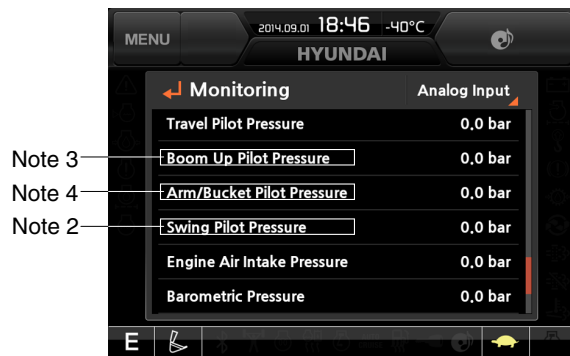 MENU
2014.09.01 18:46 -40°C
HYUNDAI
Monitoring Analog Input
Travel Pilot Pressure 0.0 bar
Note 3 Boom Up Pilot Pressure 0.0 bar
Note 4 Arm/Bucket Pilot Pressure 0.0 bar
Note 2 Swing Pilot Pressure 0.0 bar
Engine Air Intake Pressure 0.0 bar
Barometric Pressure 0.0 bar
E